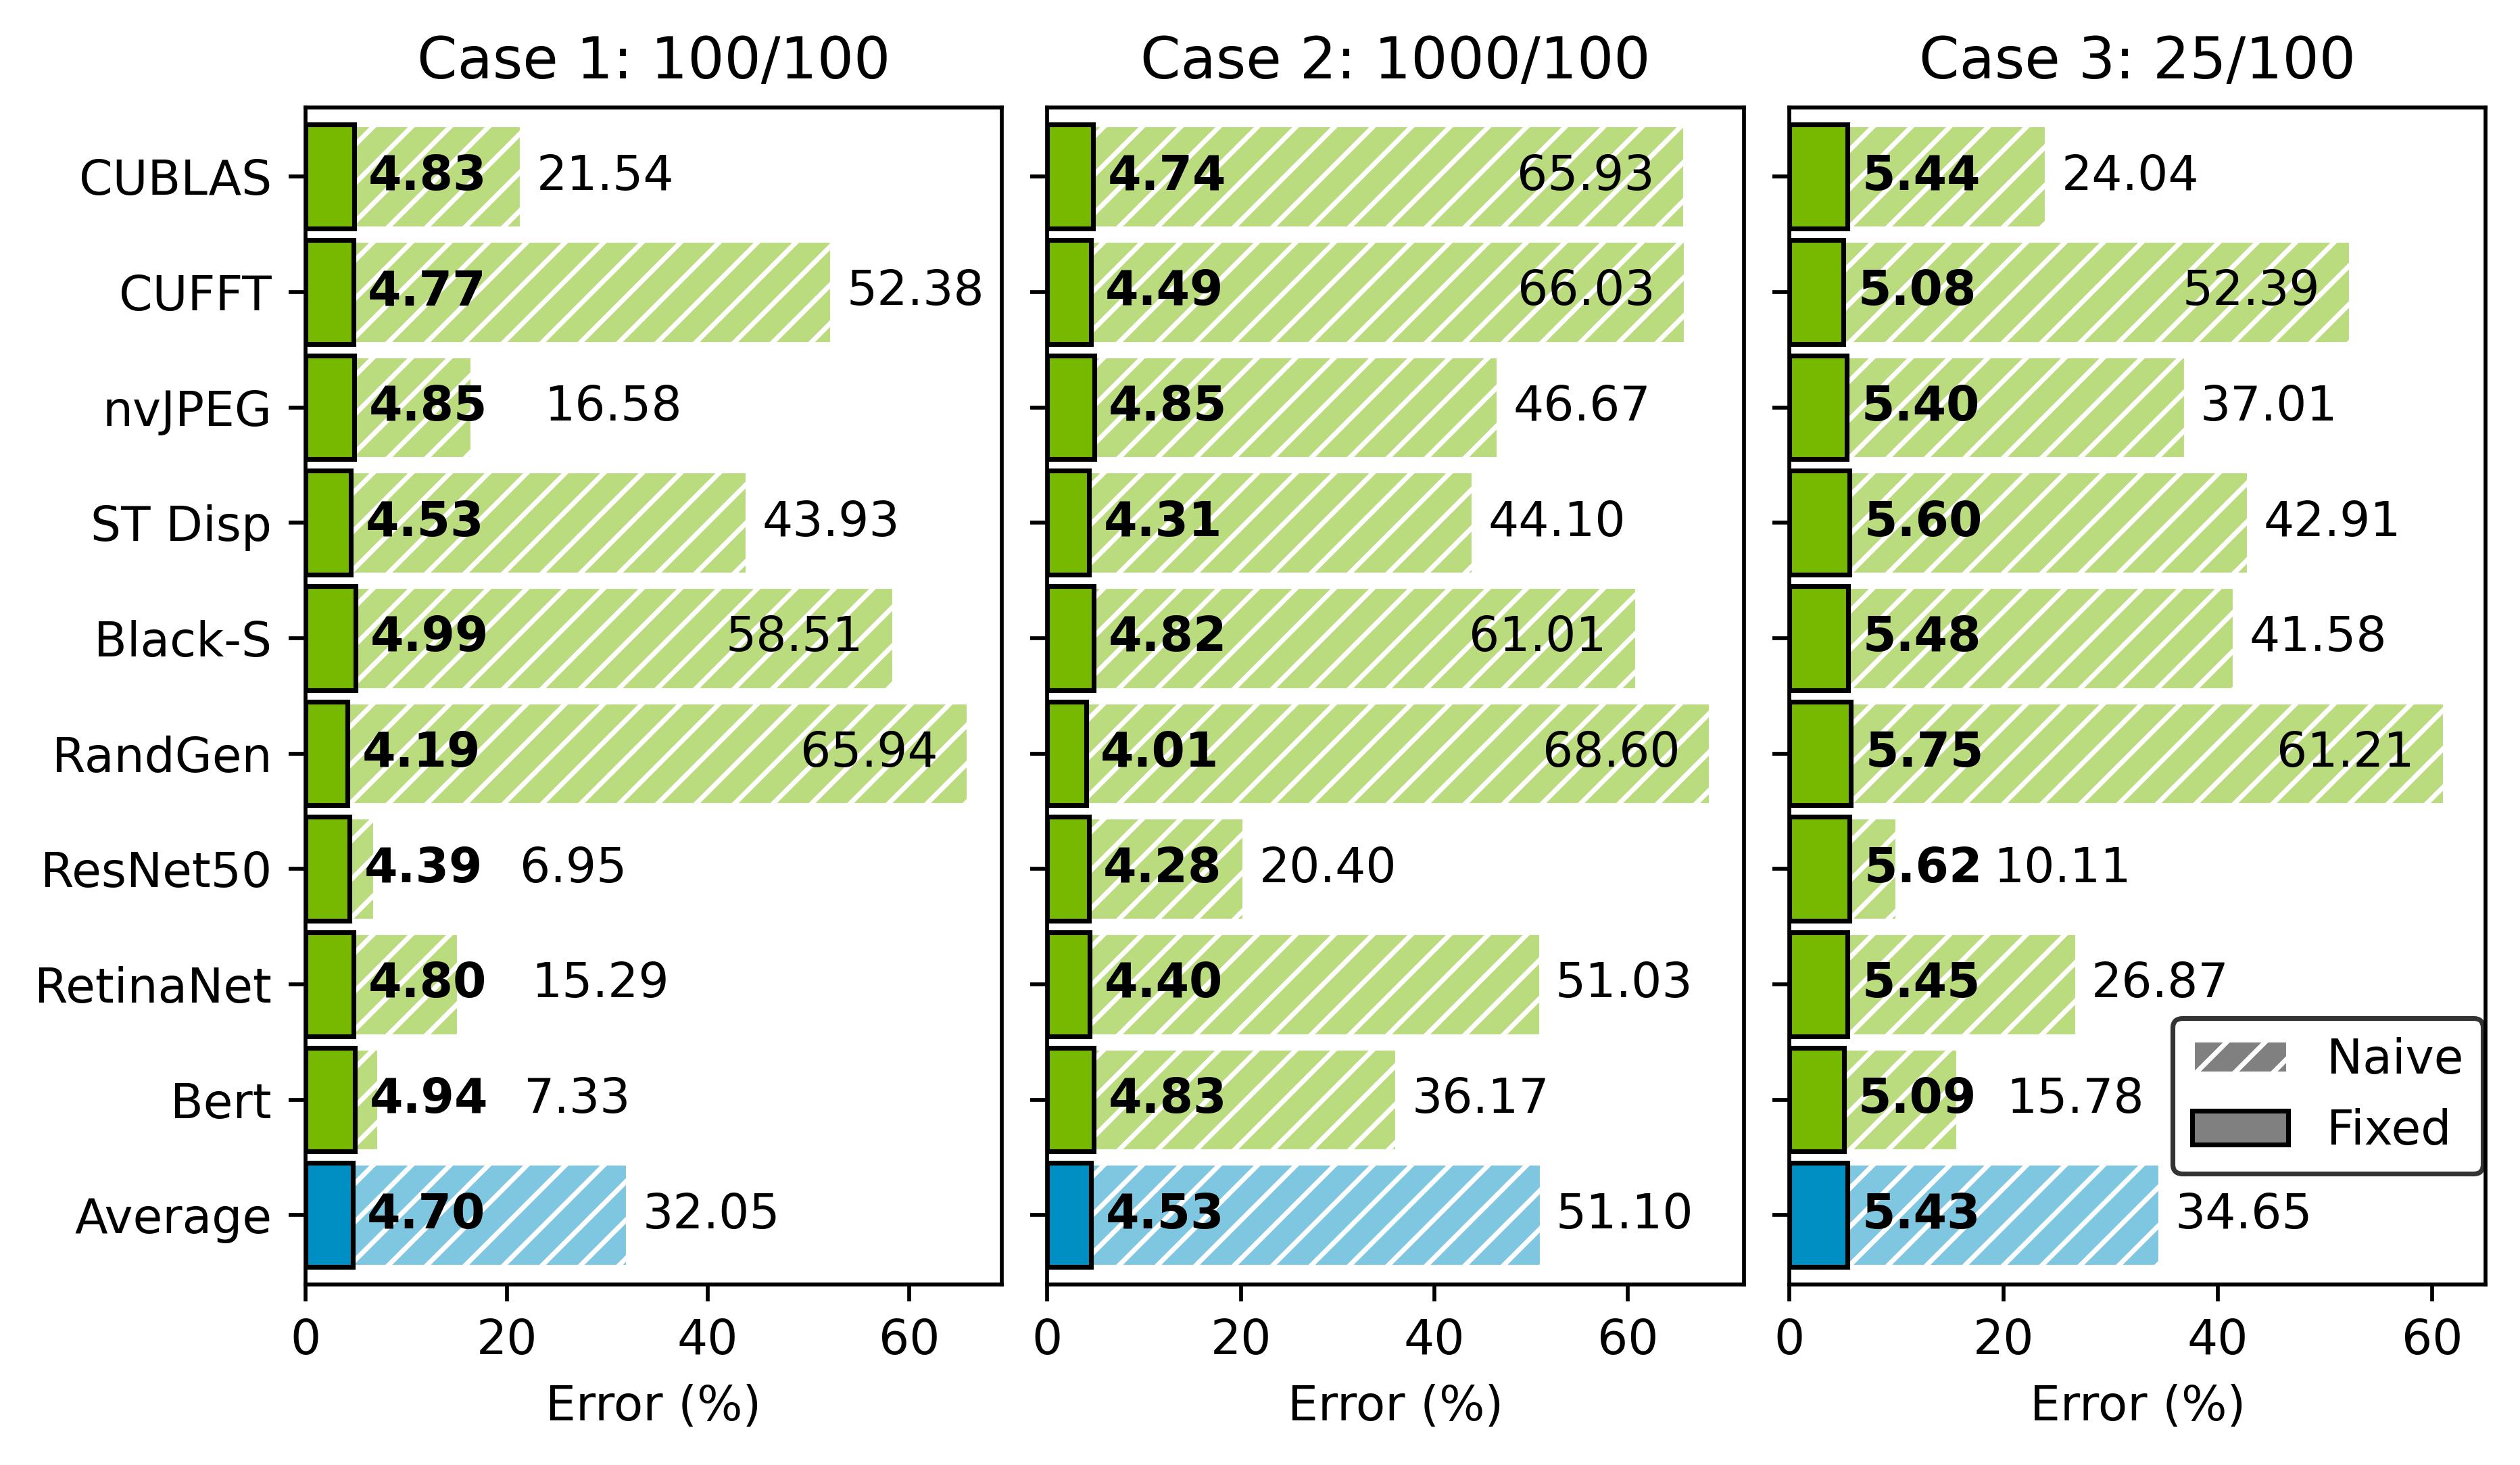 Case 1: 100/100 Case 2: 1000/100 Case 3: 25/100
CUBLAS 4.83 21.54 4.74 65.93 5.44 24.04
CUFFT 4.77 52.38 4.49 66.03 5.08 52.39
nvJPEG 4.85 16.58 4.85 46.67 5.40 37.01
ST Disp 4.53 43.93 4.31 44.10 5.60 42.91
Black-S 4.99 58.51 4.82 61.01 5.48 41.58
RandGen 4.19 65.94 4.01 68.60 5.75 61.21
ResNet50 4.39 6.95 4.28 20.40 5.62 10.11
RetinaNet 4.80 15.29 4.40 51.03 5.45 26.87
Naive
Bert 4.94 7.33 4.83 36.17 5.09 15.78
Fixed
Average 4.70 32.05 4.53 51.10 5.43 34.65
0 20 40 60 0 20 40 60 0 20 40 60
Error (%) Error (%) Error (%)